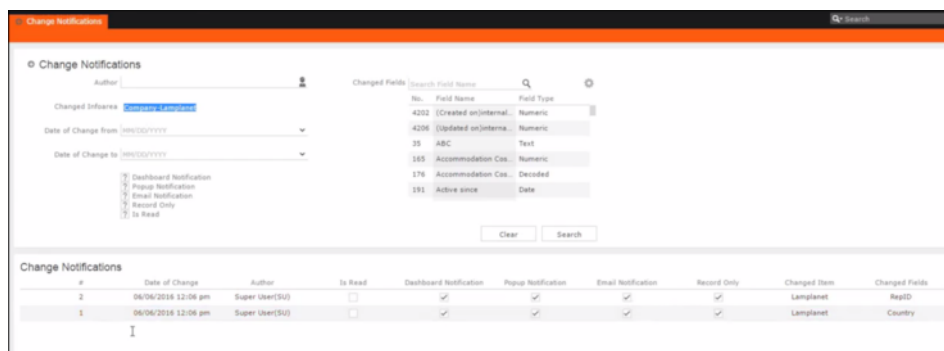 Change Notifications
Search
Change Notifications
Author
Changed Infoarea Company-Lamplanet
Date of Change from MM/DD/YYYY
Date of Change to MM/DD/YYYY
? Dashboard Notification
? Popup Notification
? Email Notification
? Record Only
? Is Read
Changed Fields Search Field Name
No. Field Name Field Type
4202 (Created on)internal... Numeric
4206 (Updated on)interna... Numeric
35 ABC Text
165 Accommodation Cos... Numeric
176 Accommodation Cos... Decoded
191 Active since Date
Clear Search
Change Notifications
# Date of Change Author Is Read Dashboard Notification Popup Notification Email Notification Record Only Changed Item Changed Fields
2 06/06/2016 12:06 pm Super User(SU) Lamplanet RepID
1 06/06/2016 12:06 pm Super User(SU) Lamplanet Country